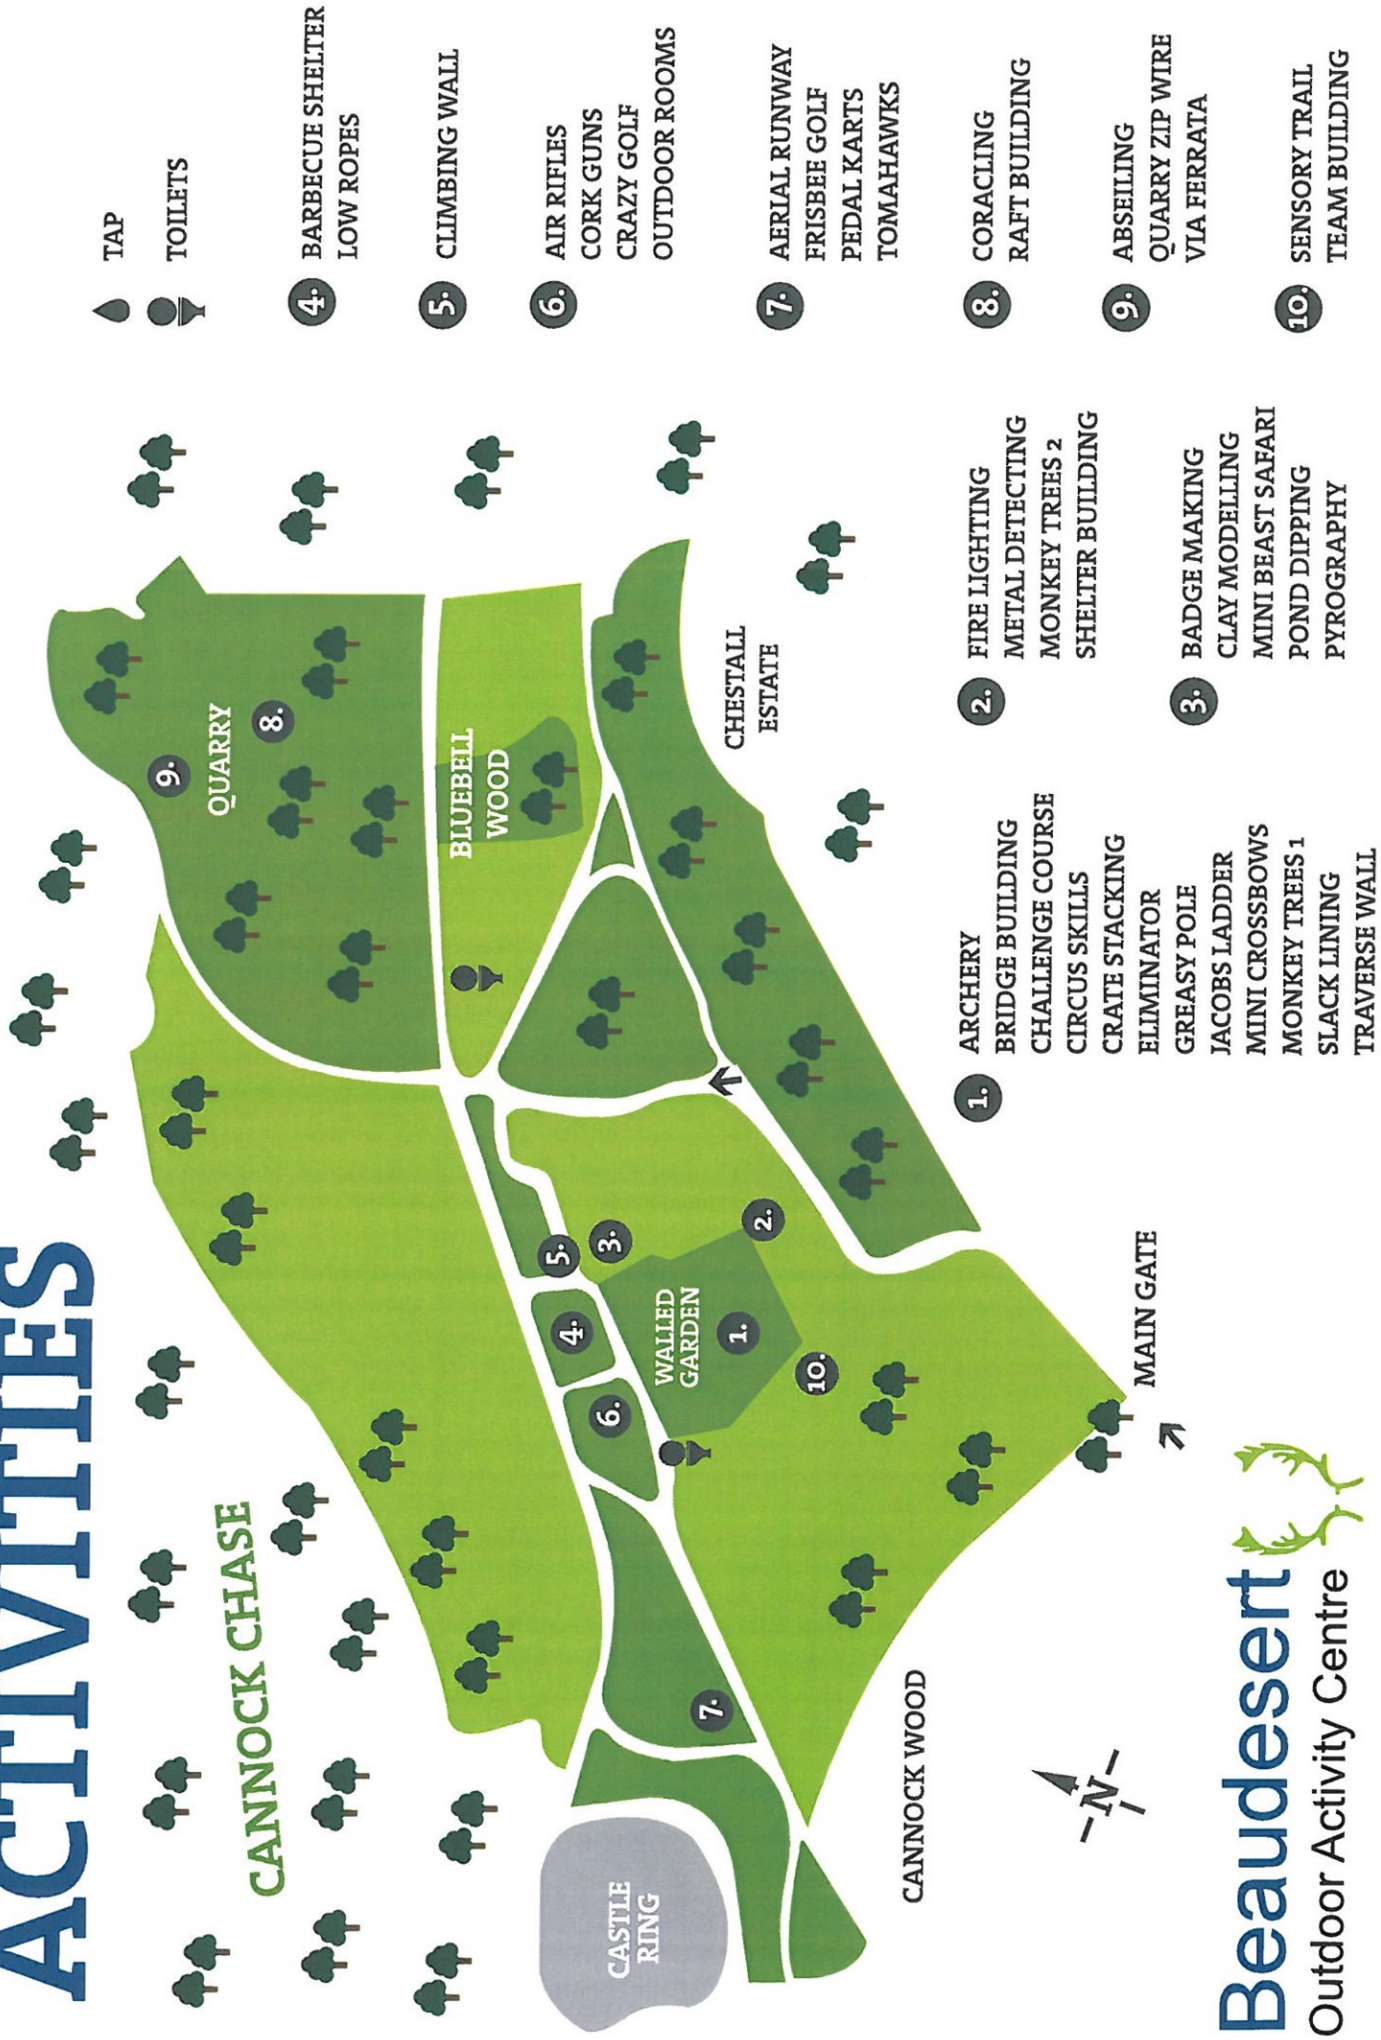 ACTIVITIES
CANNOCK CHASE
CASTLE
RING
CANNOCK WOOD
QUARRY
9.
8.
BLUEBELL
WOOD
CHESTALL
ESTATE
5.
3.
4.
6.
WALLED
GARDEN
1.
2.
10.
7.
MAIN GATE
N
TAP
TOILETS
1. ARCHERY
BRIDGE BUILDING
CHALLENGE COURSE
CIRCUS SKILLS
CRATE STACKING
ELIMINATOR
GREASY POLE
JACOBS LADDER
MINI CROSSBOWS
MONKEY TREES 1
SLACK LINING
TRAVERSE WALL
2. FIRE LIGHTING
METAL DETECTING
MONKEY TREES 2
SHELTER BUILDING
3. BADGE MAKING
CLAY MODELLING
MINI BEAST SAFARI
POND DIPPING
PYROGRAPHY
4. BARBECUE SHELTER
LOW ROPES
5. CLIMBING WALL
6. AIR RIFLES
CORK GUNS
CRAZY GOLF
OUTDOOR ROOMS
7. AERIAL RUNWAY
FRISBEE GOLF
PEDAL KARTS
TOMAHAWKS
8. CORACLING
RAFT BUILDING
9. ABSEILING
QUARRY ZIP WIRE
VIA FERRATA
10. SENSORY TRAIL
TEAM BUILDING
Beaudesert
Outdoor Activity Centre